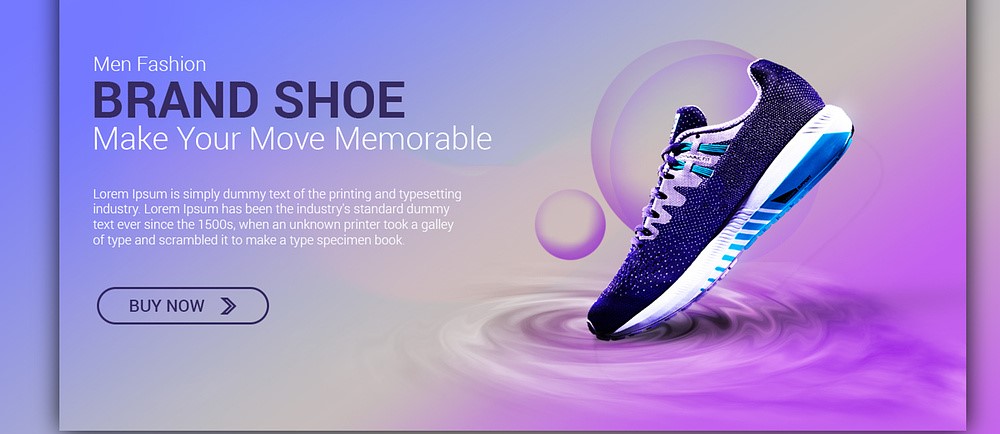 Men Fashion
BRAND SHOE
Make Your Move Memorable
Lorem Ipsum is simply dummy text of the printing and typesetting
industry. Lorem Ipsum has been the industry's standard dummy
text ever since the 1500s, when an unknown printer took a galley
of type and scrambled it to make a type specimen book.
BUY NOW